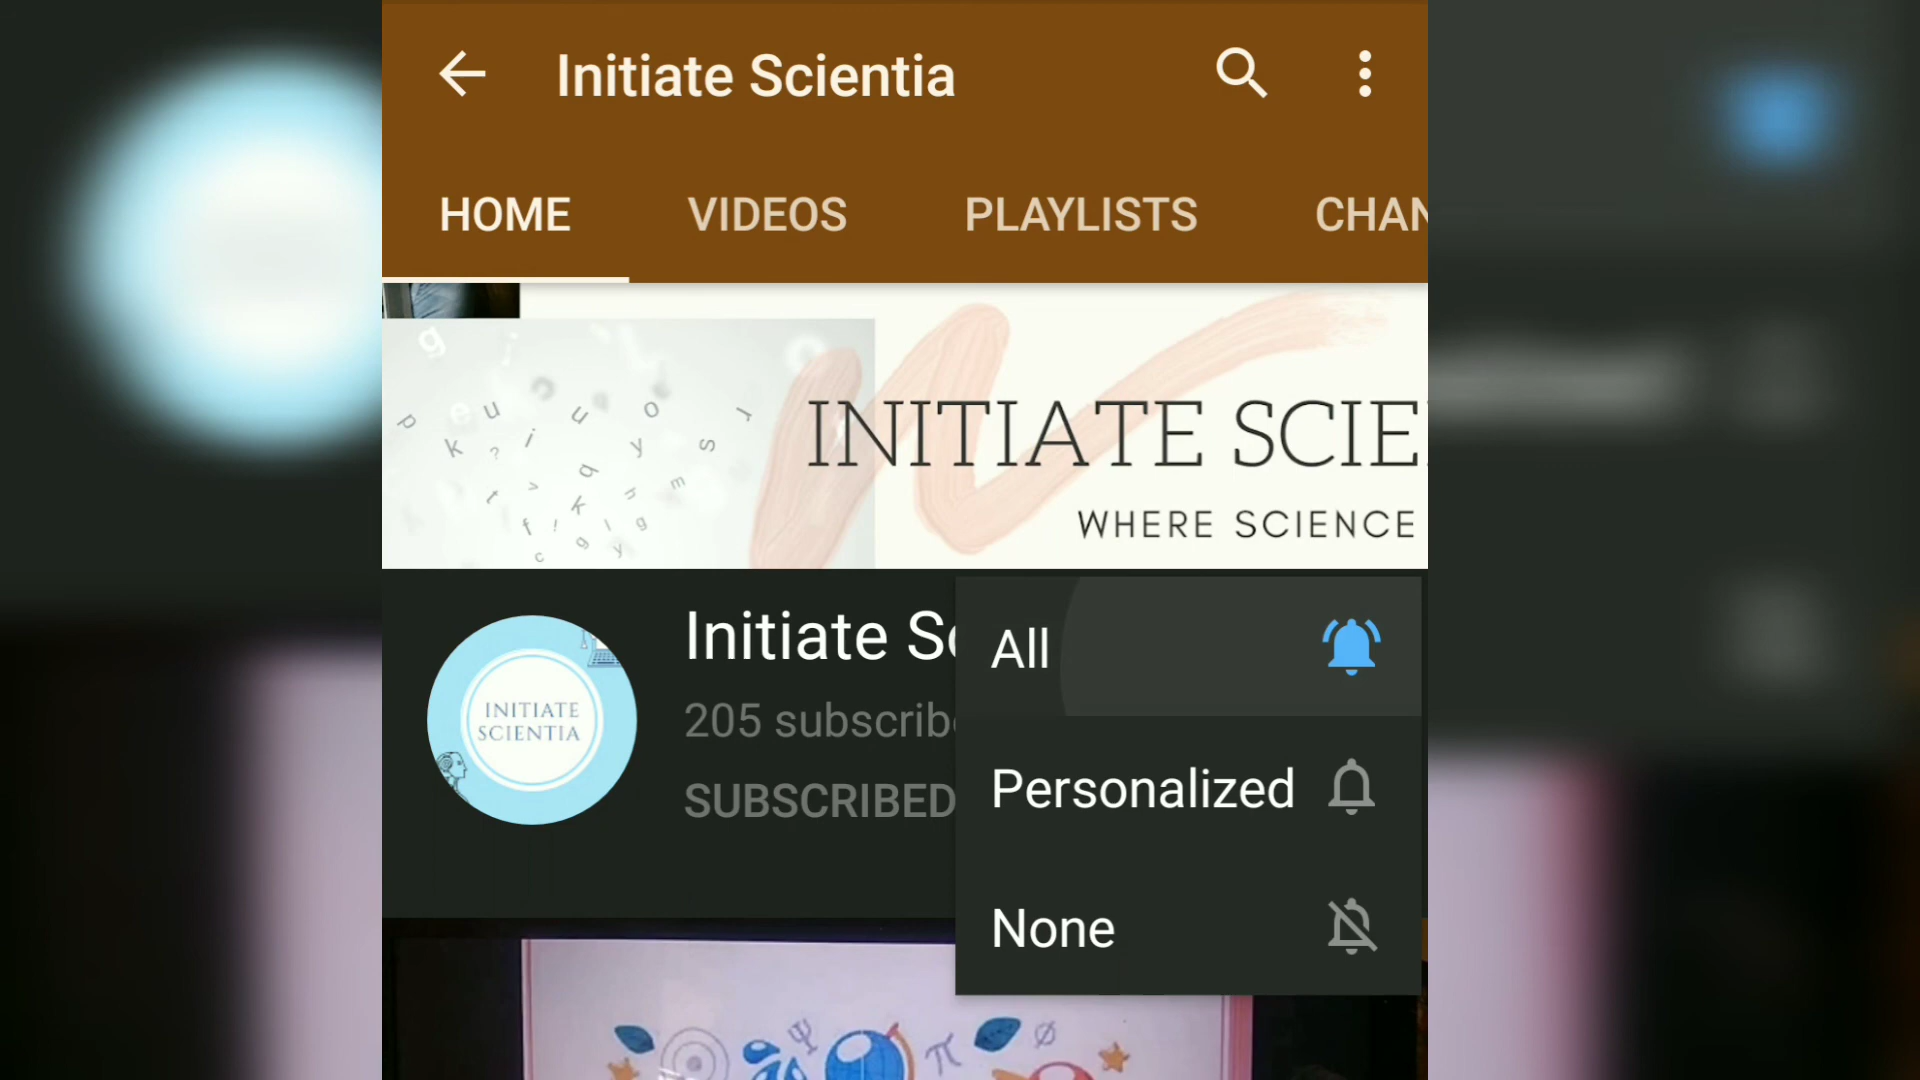 Initiate Scientia
HOME VIDEOS PLAYLISTS CHAN
INITIATE SCIE
WHERE SCIENCE
Initiate Sc
205 subscrib
SUBSCRIBED
INITIATE
SCIENTIA
All
Personalized
None